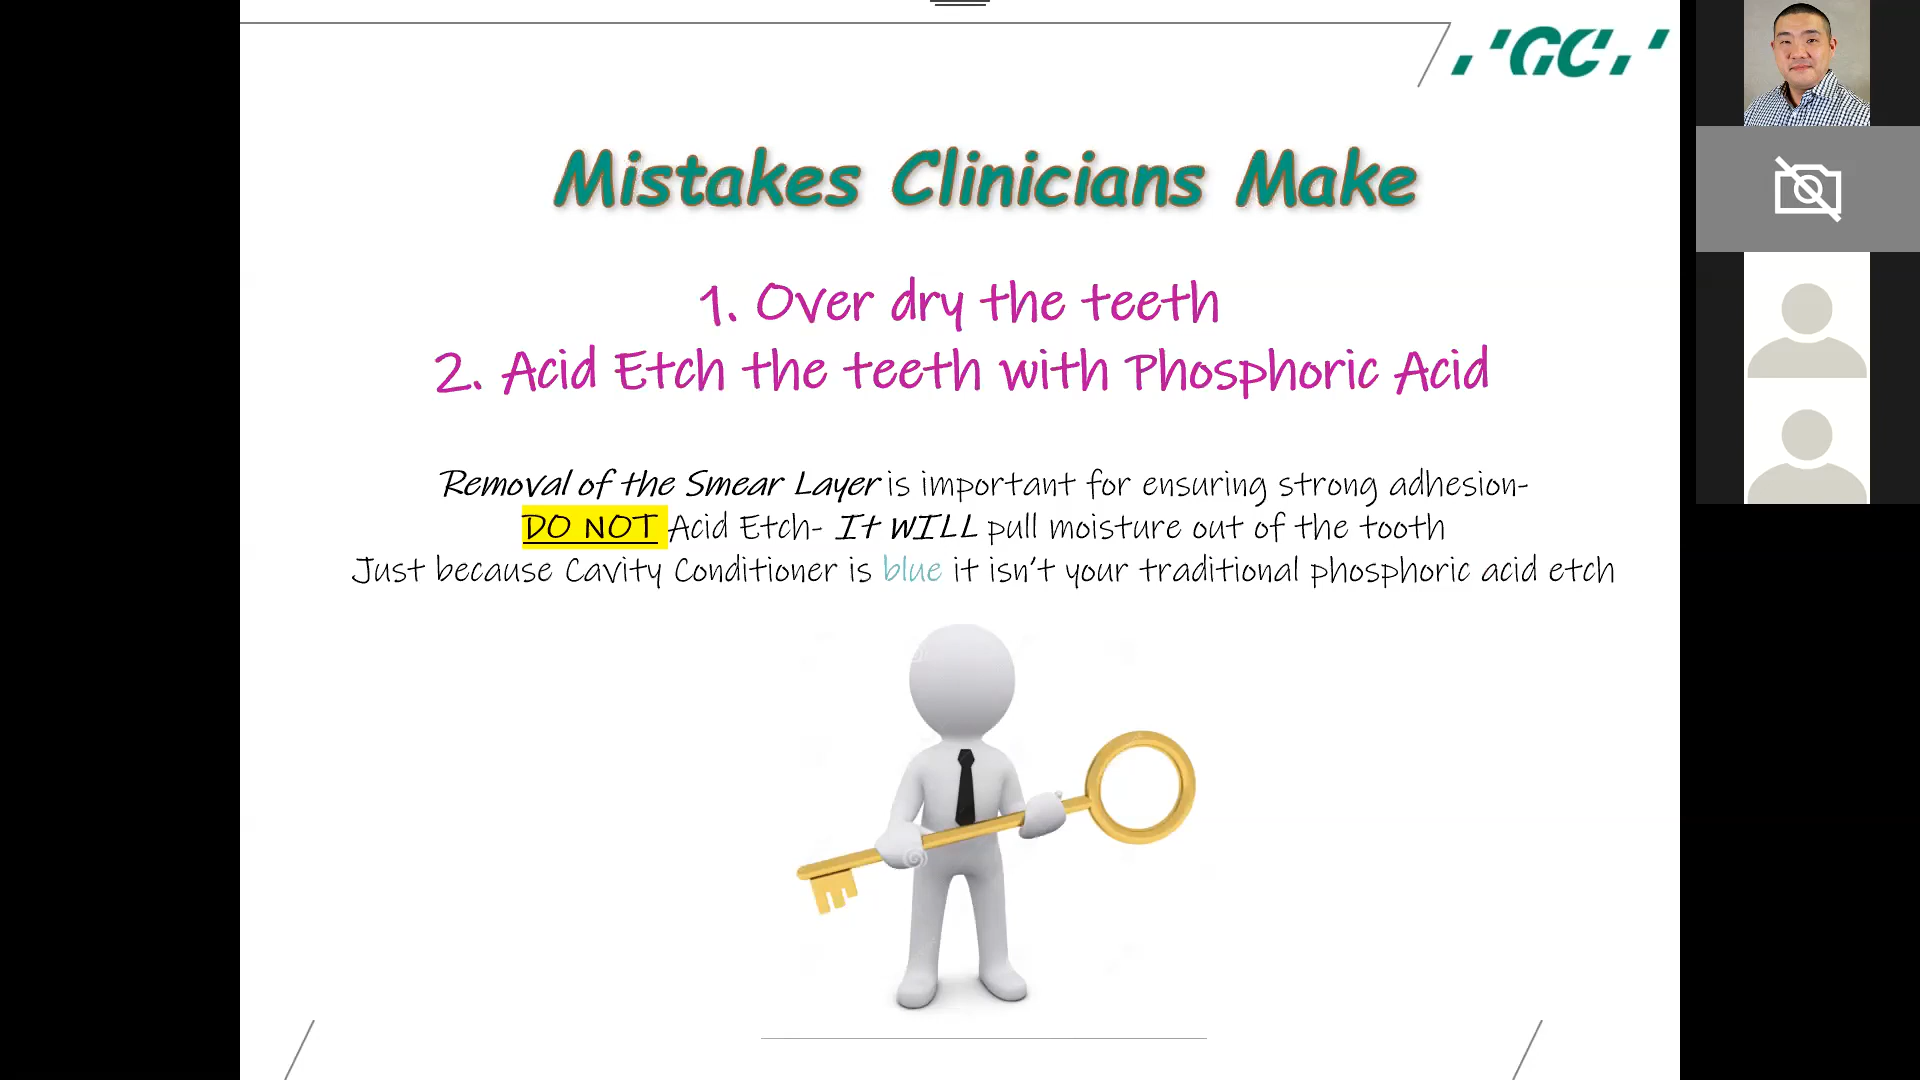 GC
Mistakes Clinicians Make
1. Over dry the teeth
2. Acid Etch the teeth with Phosphoric Acid
Removal of the Smear Layer is important for ensuring strong adhesion-
DO NOT Acid Etch- It WILL pull moisture out of the tooth
Just because Cavity Conditioner is blue it isn't your traditional phosphoric acid etch